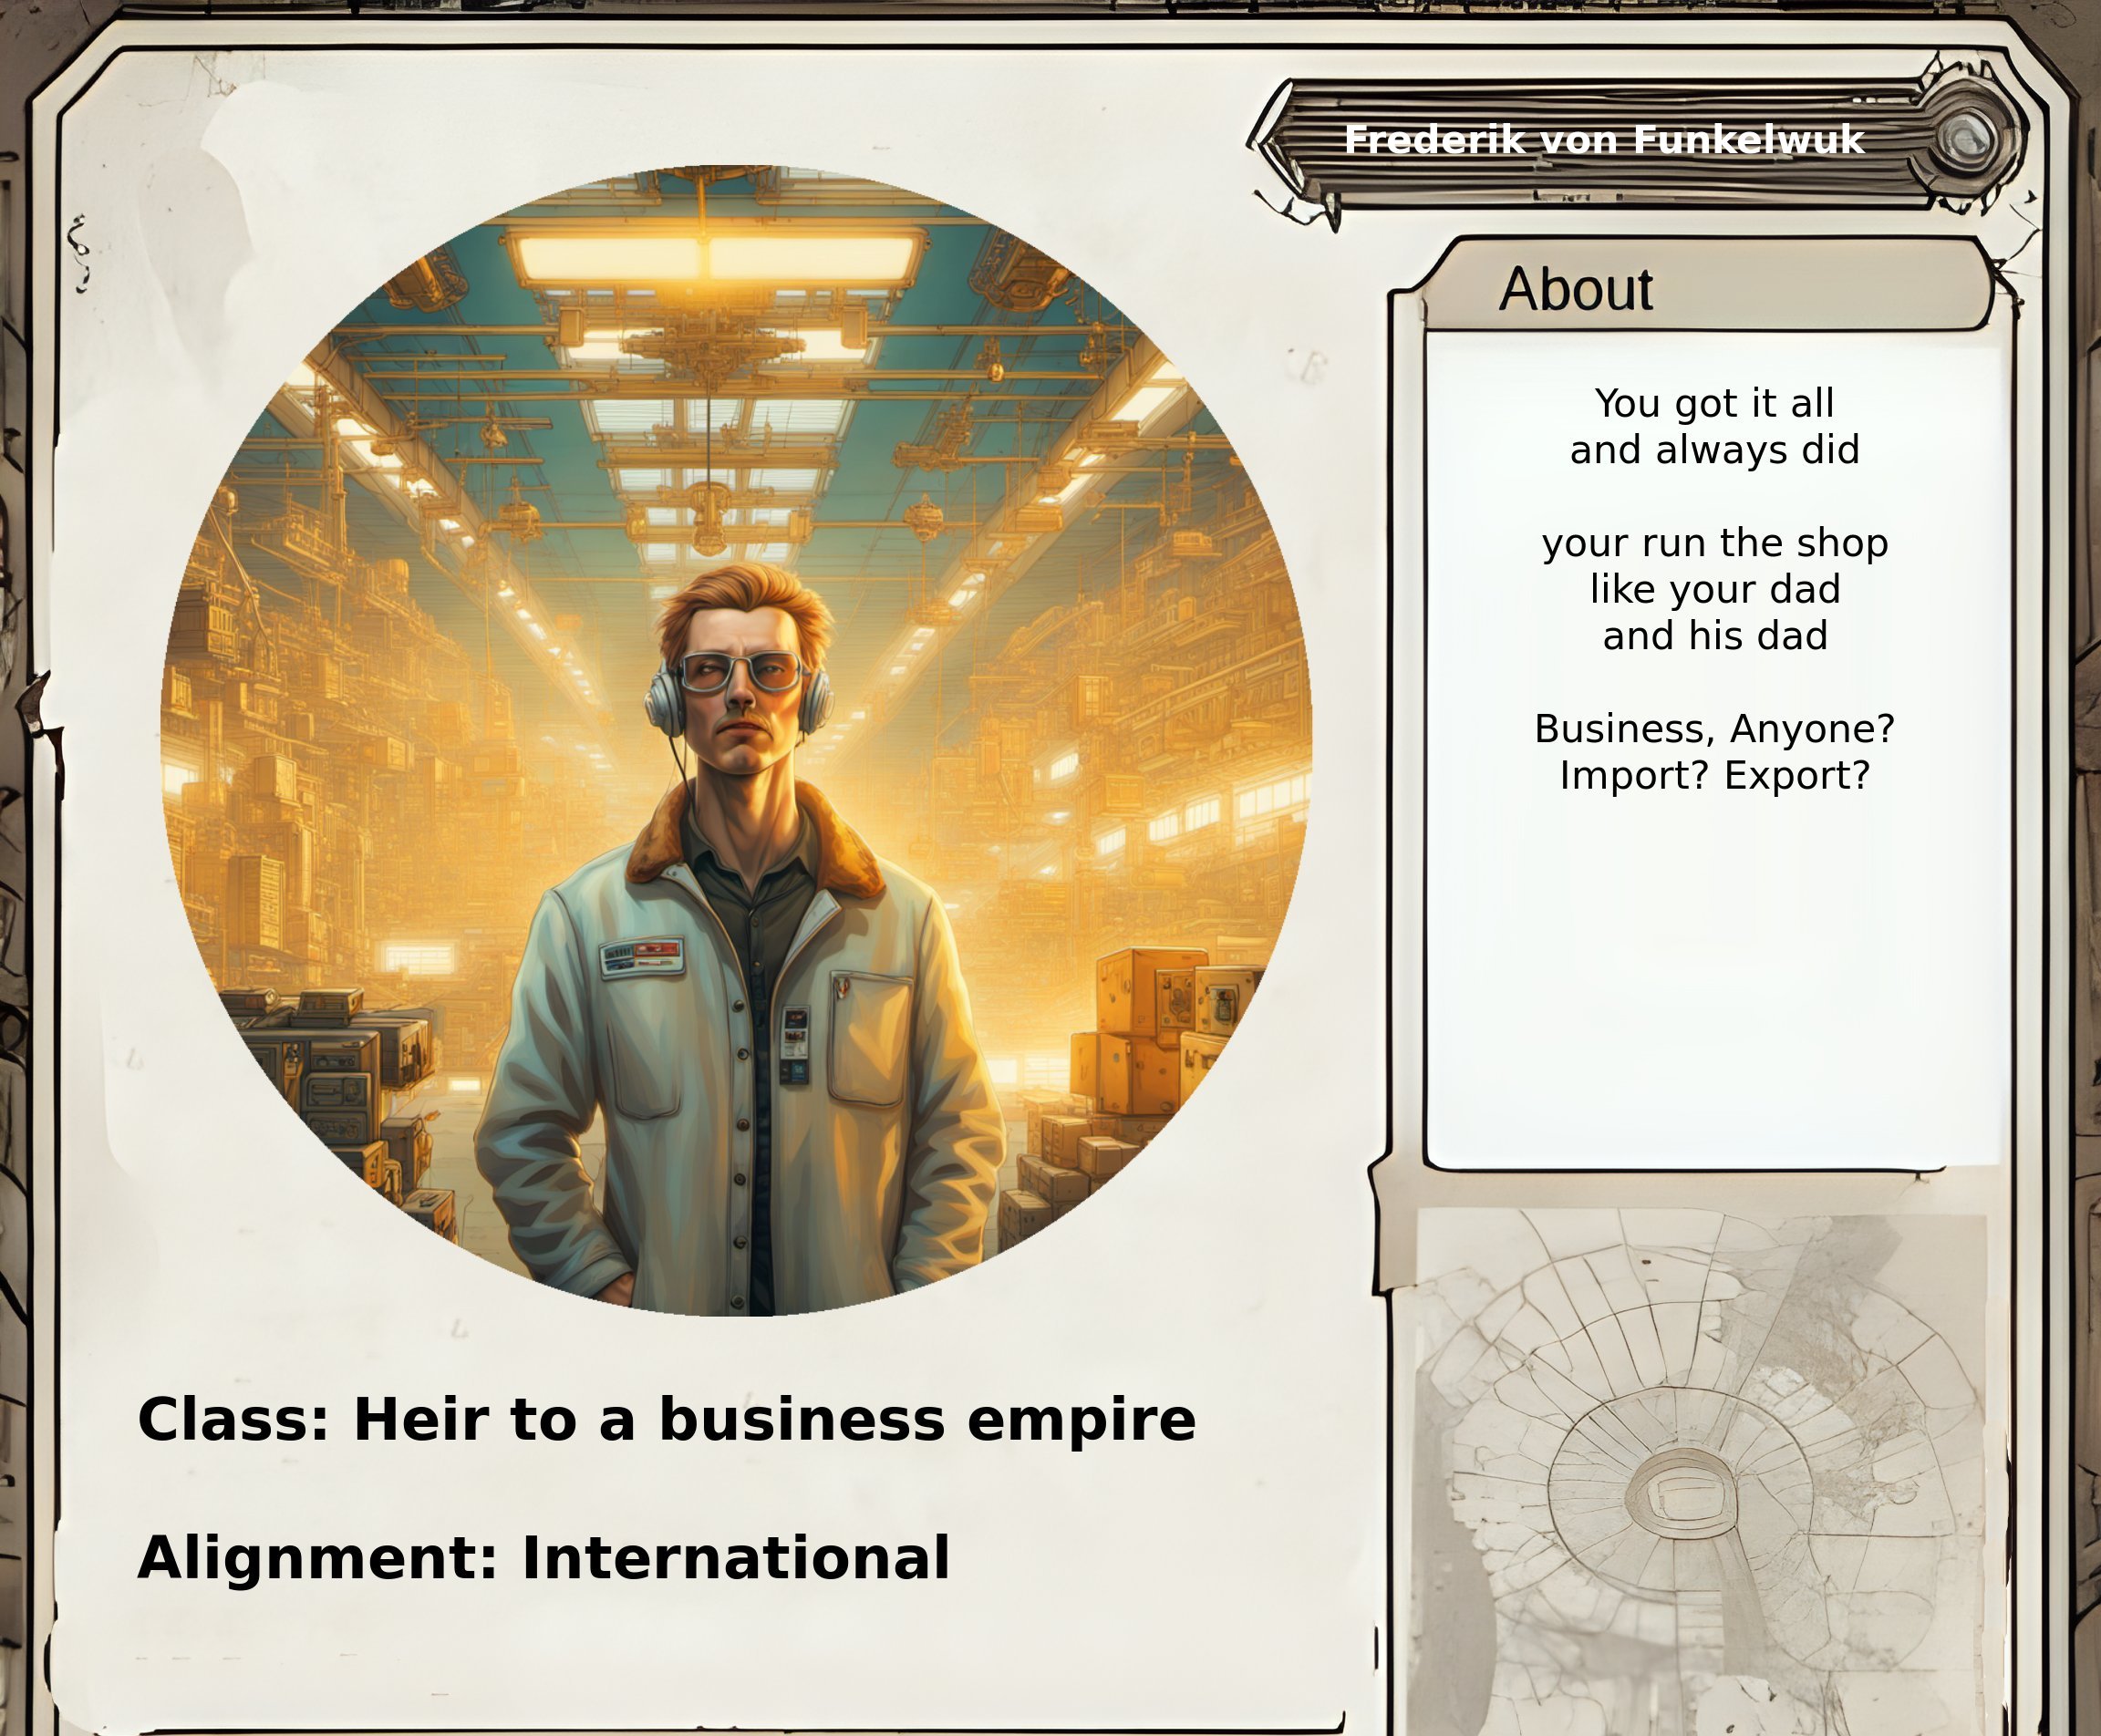 Frederik von Funkelwuk
About
You got it all
and always did
your run the shop
like your dad
and his dad
Business, Anyone?
Import? Export?
Class: Heir to a business empire
Alignment: International